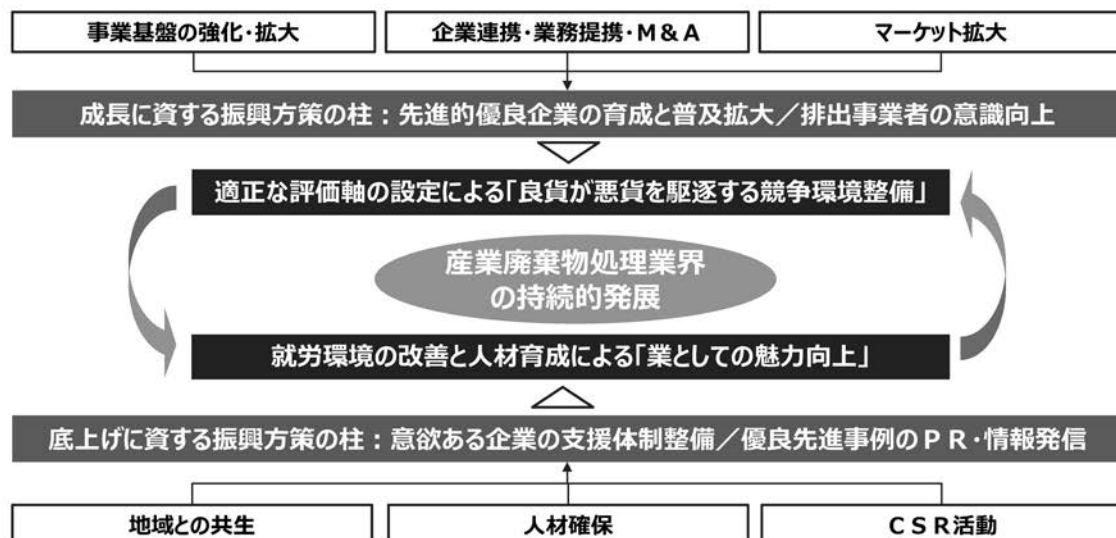 事業基盤の強化・拡大
企業連携・業務提携・M&A
マーケット拡大
成長に資する振興方策の柱：先進的優良企業の育成と普及拡大／排出事業者の意識向上
適正な評価軸の設定による「良貨が悪貨を駆逐する競争環境整備」
産業廃棄物処理業界
の持続的発展
就労環境の改善と人材育成による「業としての魅力向上」
底上げに資する振興方策の柱：意欲ある企業の支援体制整備／優良先進事例のPR・情報発信
地域との共生
人材確保
CSR活動